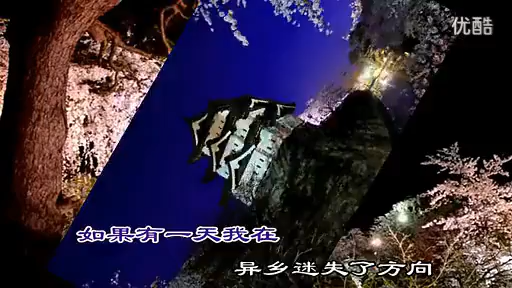 优酷
如果有一天我在
异乡迷失了方向